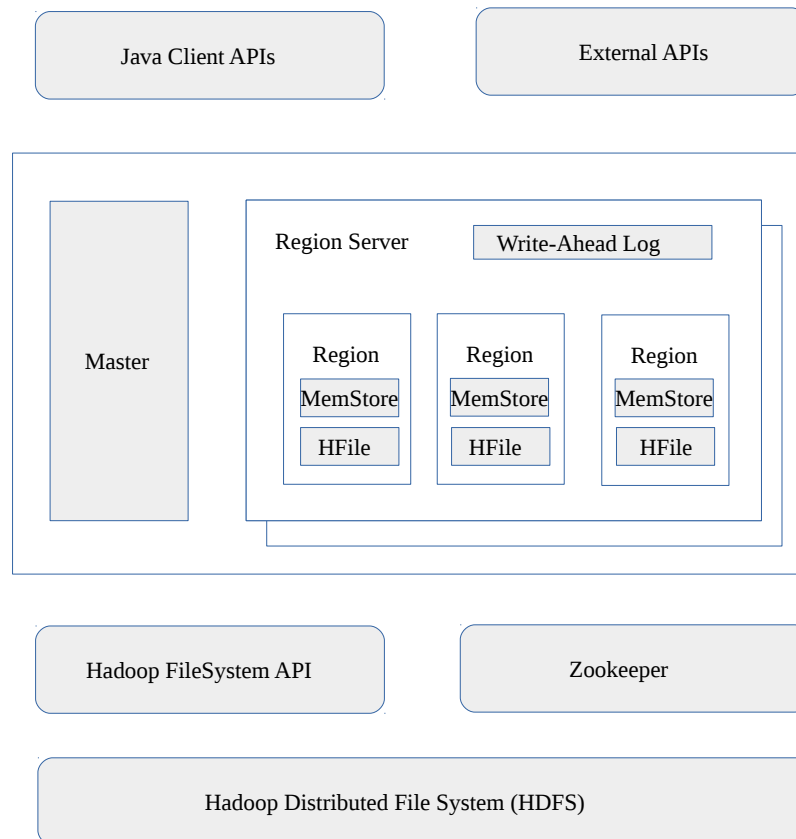 Java Client APIs
External APIs
Region Server
Write-Ahead Log
Master
Region
MemStore
HFile
Region
MemStore
HFile
Region
MemStore
HFile
Hadoop FileSystem API
Zookeeper
Hadoop Distributed File System (HDFS)